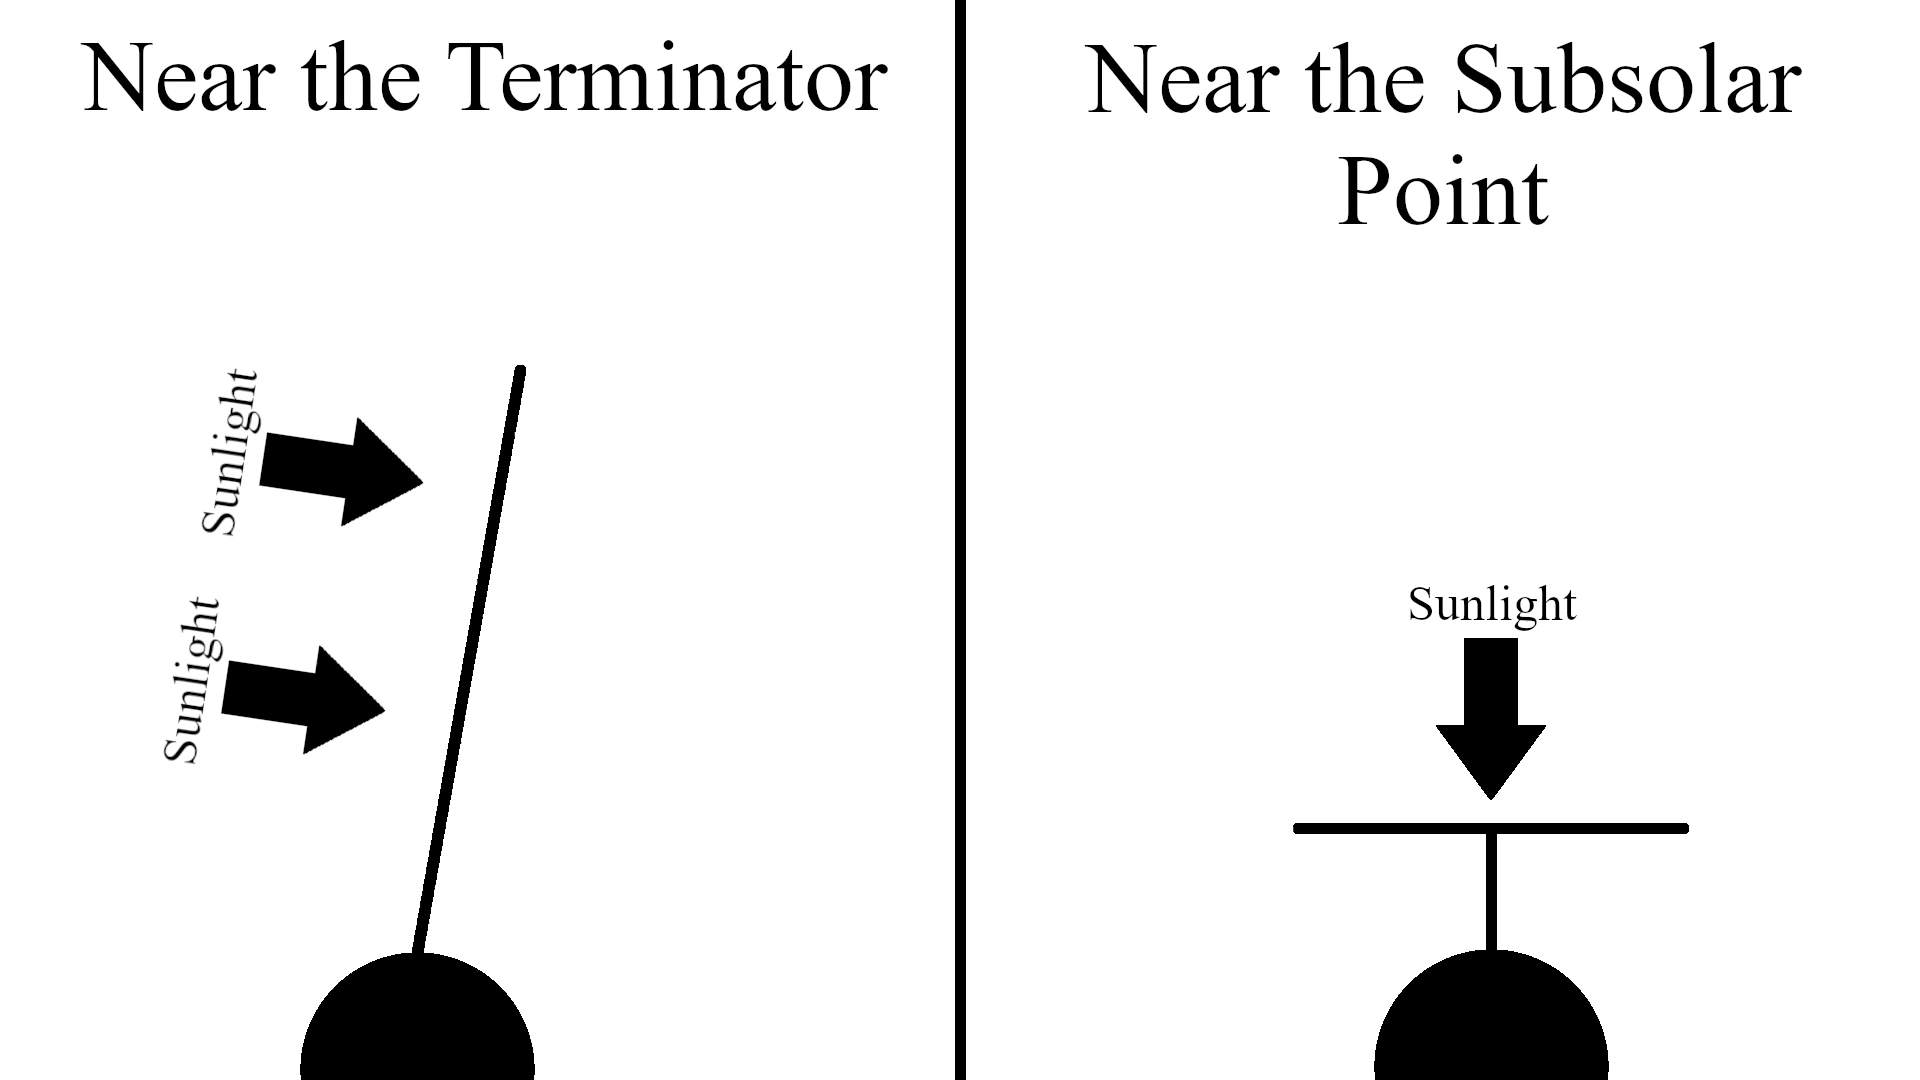 Near the Terminator
Sunlight
Sunlight
Near the Subsolar
Point
Sunlight